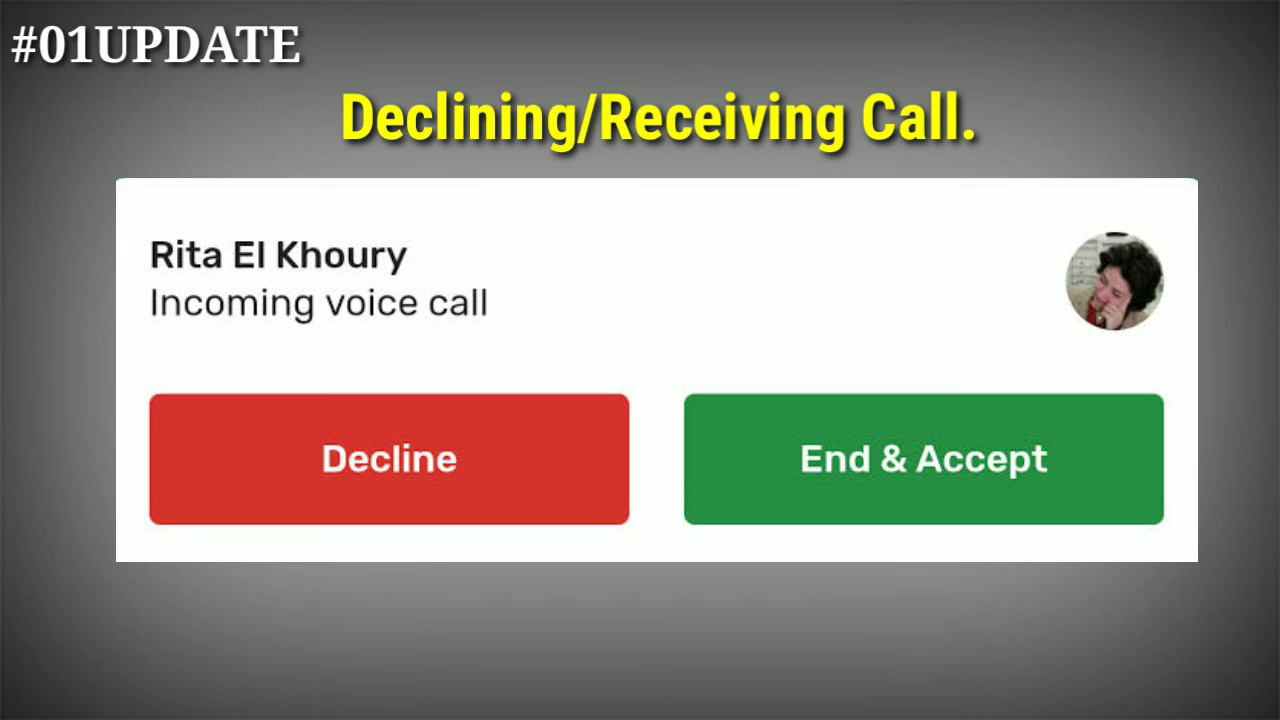 #01UPDATE
Declining/Receiving Call.
Rita El Khoury
Incoming voice call
Decline
End & Accept